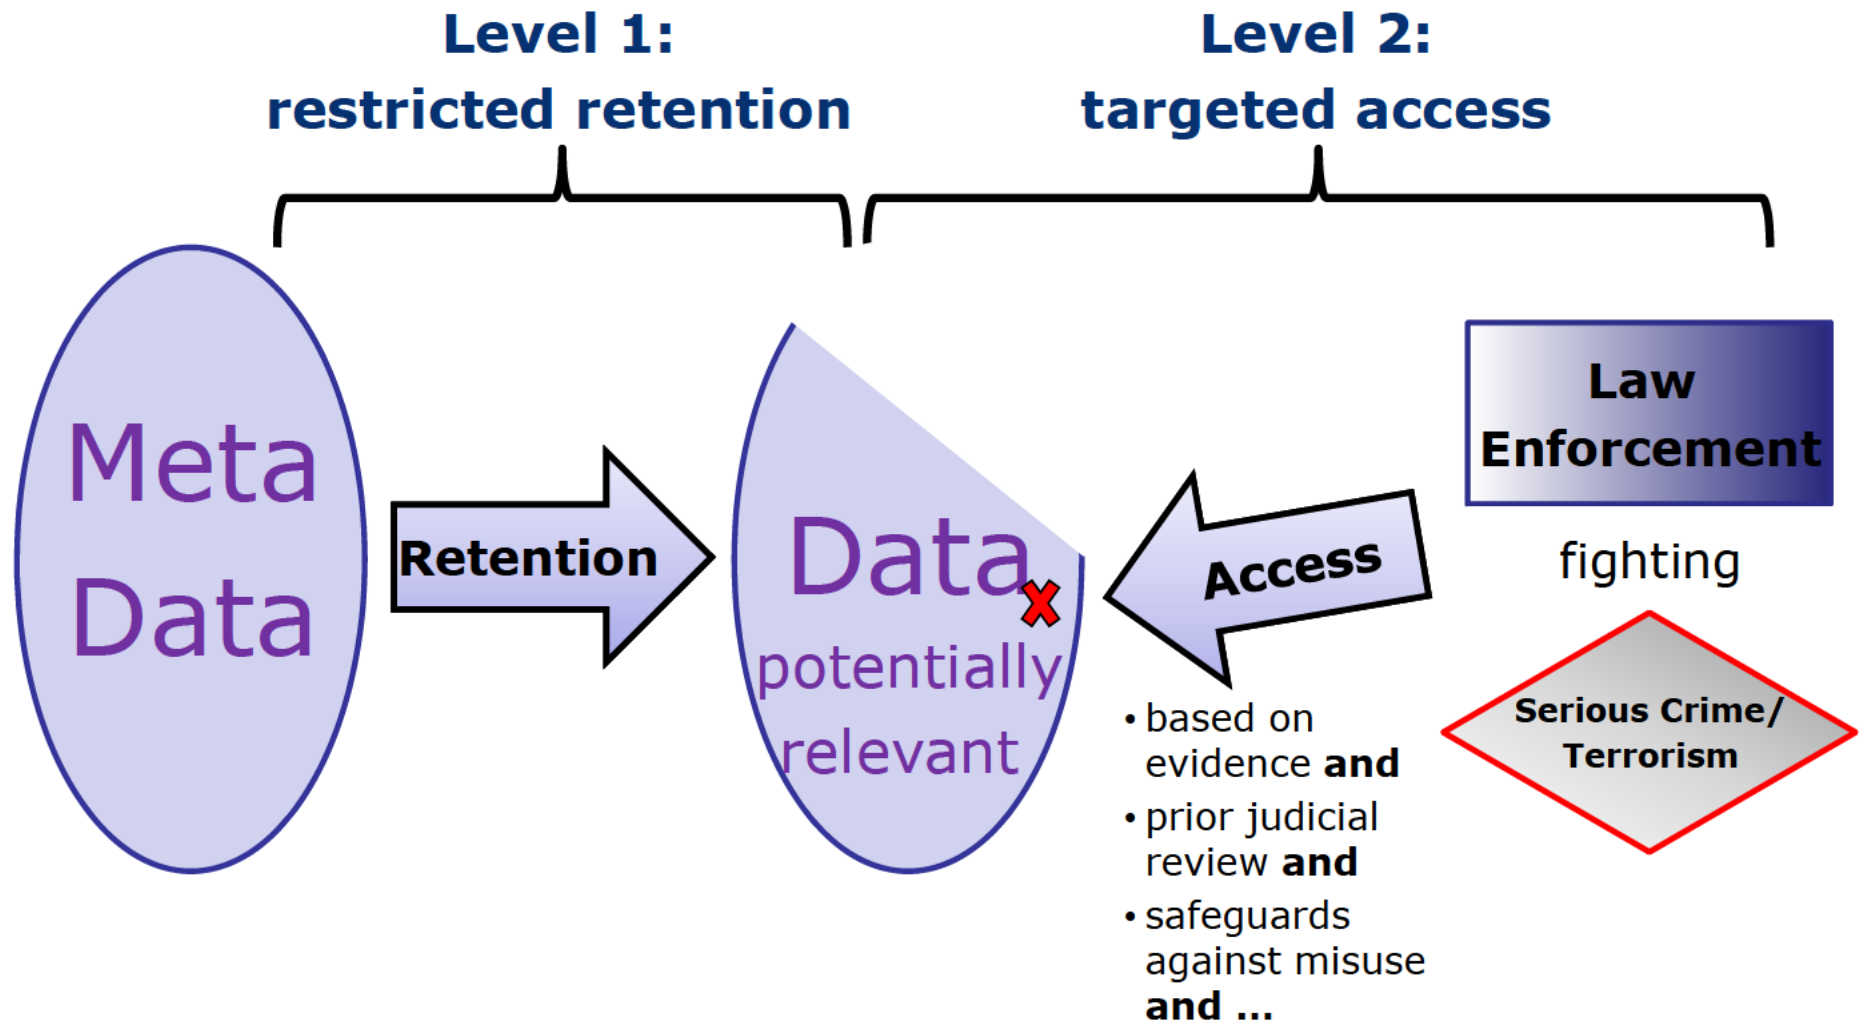 Level 1:
restricted retention
Level 2:
targeted access
Meta
Data
Retention
Data
potentially
relevant
Access
• based on
evidence and
• prior judicial
review and
• safeguards
against misuse
and ...
Law
Enforcement
fighting
Serious Crime/
Terrorism